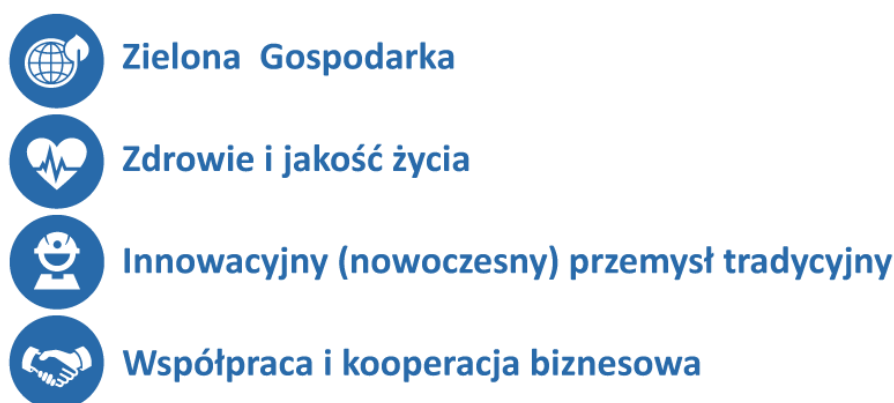 Zielona Gospodarka
Zdrowie i jakość życia
Innowacyjny (nowoczesny) przemysł tradycyjny
Współpraca i kooperacja biznesowa